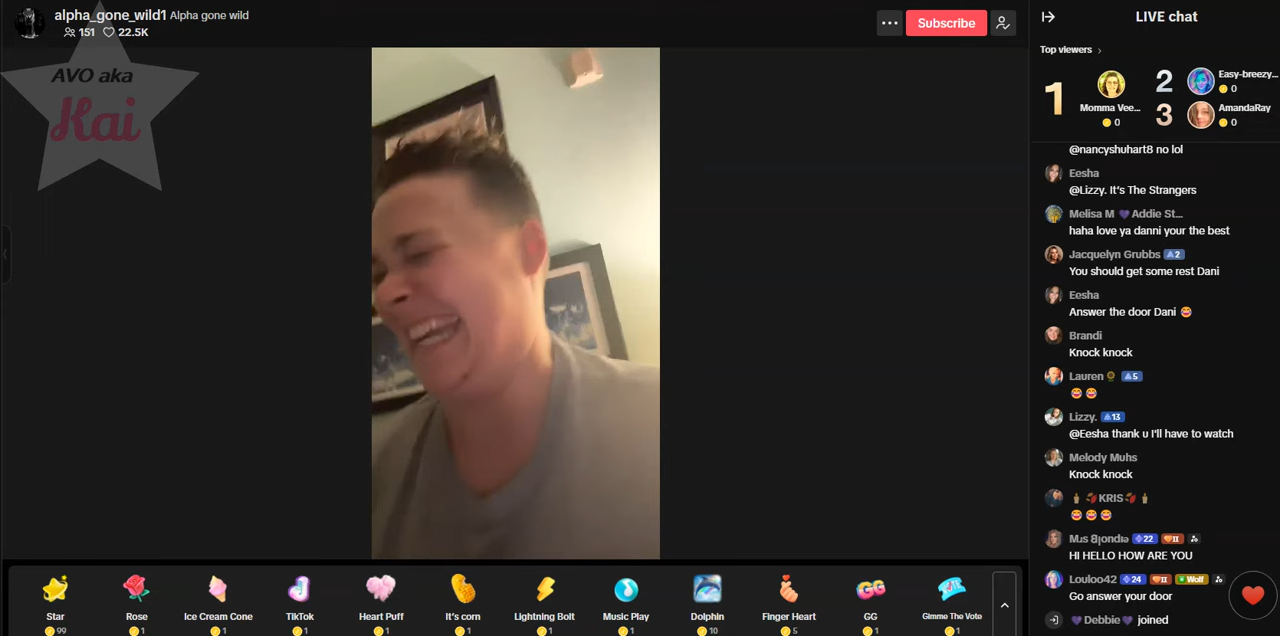 alpha_gone_wild1 Alpha gone wild
151 22.5K
Subscribe
AVO aka
Kai
LIVE chat
Top viewers
1
Momma Vee...
0
2
Easy-breezy...
0
3
AmandaRay
0
@nancyshuhart8 no lol
Eesha
@Lizzy. It's The Strangers
Melisa M 💜Addie St...
haha love ya danni your the best
Jacquelyn Grubbs 2
You should get some rest Dani
Eesha
Answer the door Dani 🤣
Brandi
Knock knock
Lauren🌻 5
🤣 🤣
Lizzy. 13
@Eesha thank u I'll have to watch
Melody Muhs
Knock knock
KRIS
🤣 🤣 🤣
22 II
HI HELLO HOW ARE YOU
Louloo42 24 II Wolf
Go answer your door
💜Debbie💜 joined
Star
99
Rose
1
Ice Cream Cone
1
TikTok
1
Heart Puff
1
It's corn
1
Lightning Bolt
1
Music Play
1
Dolphin
10
Finger Heart
5
GG
1
Gimme The Vote
1